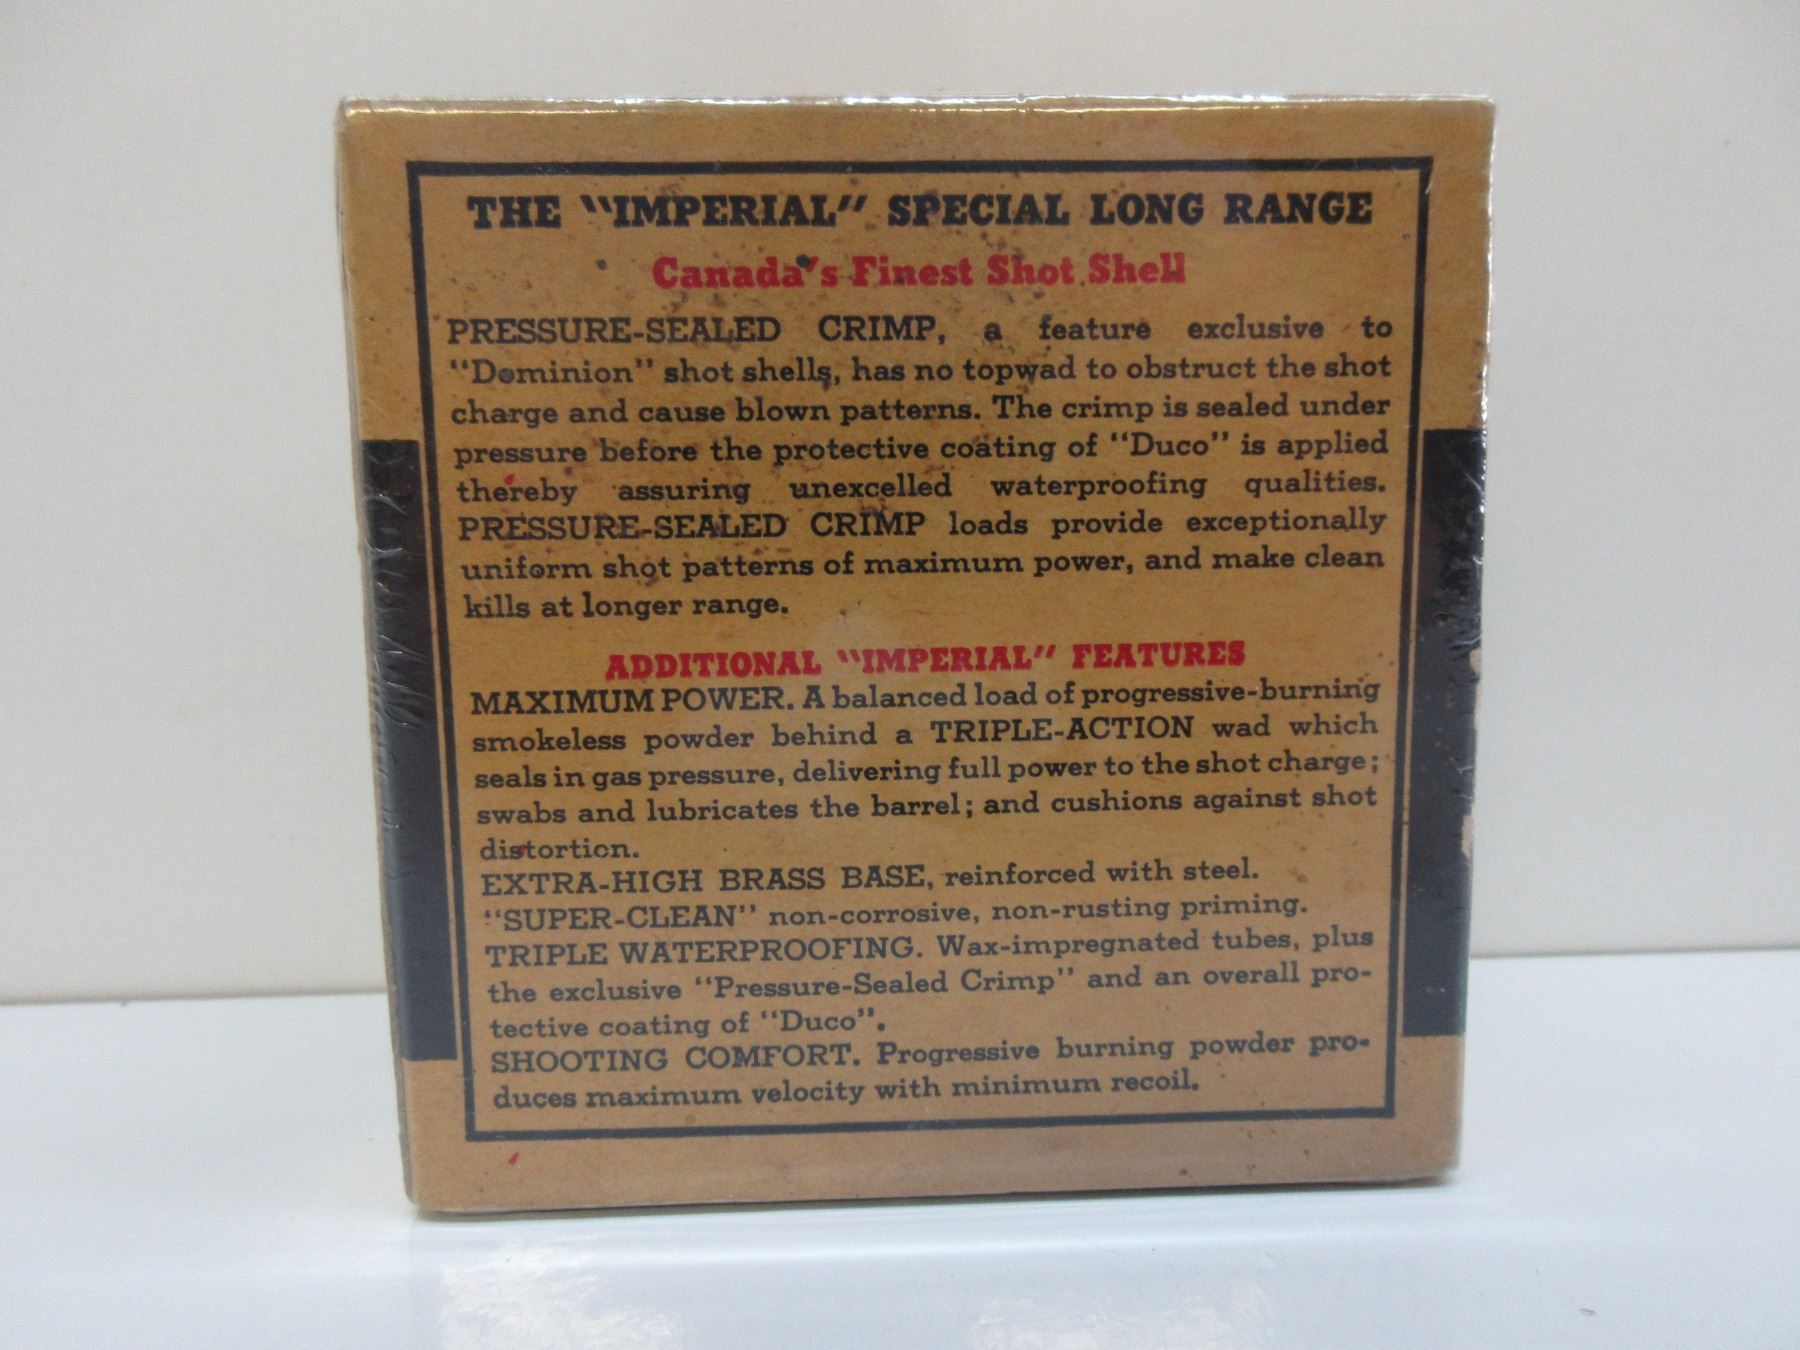 THE "IMPERIAL" SPECIAL LONG RANGE
Canada's Finest Shot Shell
PRESSURE-SEALED CRIMP, a feature exclusive to
"Dominion" shot shells, has no topwad to obstruct the shot
charge and cause blown patterns. The crimp is sealed under
pressure before the protective coating of "Duco" is applied
thereby assuring unexcelled waterproofing qualities.
PRESSURE-SEALED CRIMP loads provide exceptionally
uniform shot patterns of maximum power, and make clean
kills at longer range.
ADDITIONAL "IMPERIAL" FEATURES
MAXIMUM POWER. A balanced load of progressive-burning
smokeless powder behind a TRIPLE-ACTION wad which
seals in gas pressure, delivering full power to the shot charge;
swabs and lubricates the barrel; and cushions against shot
distortion.
EXTRA-HIGH BRASS BASE, reinforced with steel.
"SUPER-CLEAN" non-corrosive, non-rusting priming.
TRIPLE WATERPROOFING. Wax-impregnated tubes, plus
the exclusive "Pressure-Sealed Crimp" and an overall pro-
tective coating of "Duco".
SHOOTING COMFORT. Progressive burning powder pro-
duces maximum velocity with minimum recoil.